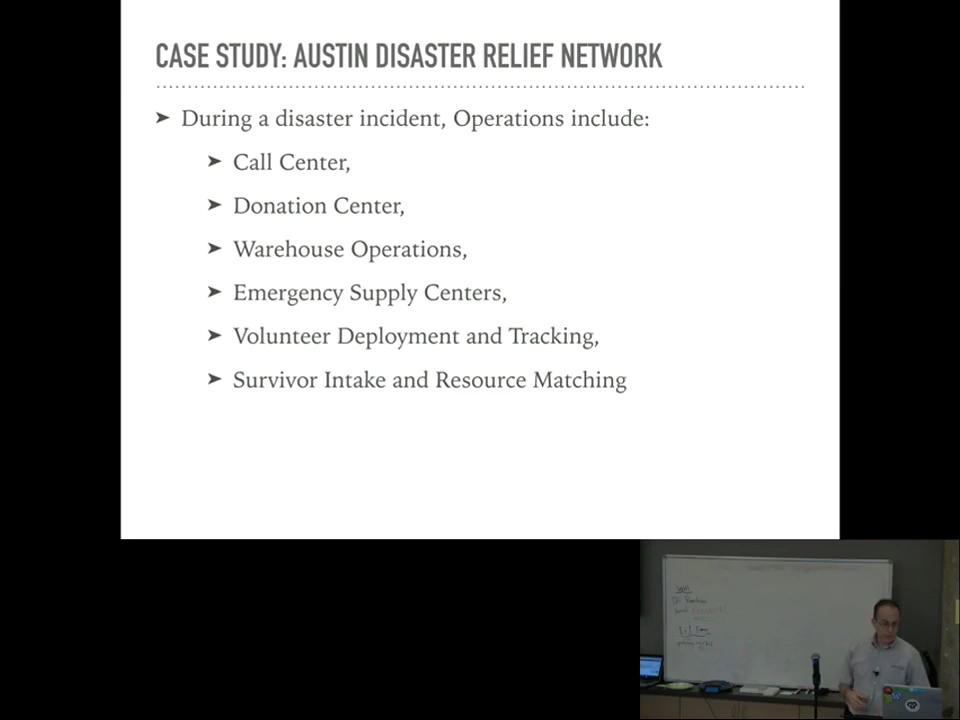 CASE STUDY: AUSTIN DISASTER RELIEF NETWORK
➤ During a disaster incident, Operations include:
➤ Call Center,
➤ Donation Center,
➤ Warehouse Operations,
➤ Emergency Supply Centers,
➤ Volunteer Deployment and Tracking,
➤ Survivor Intake and Resource Matching